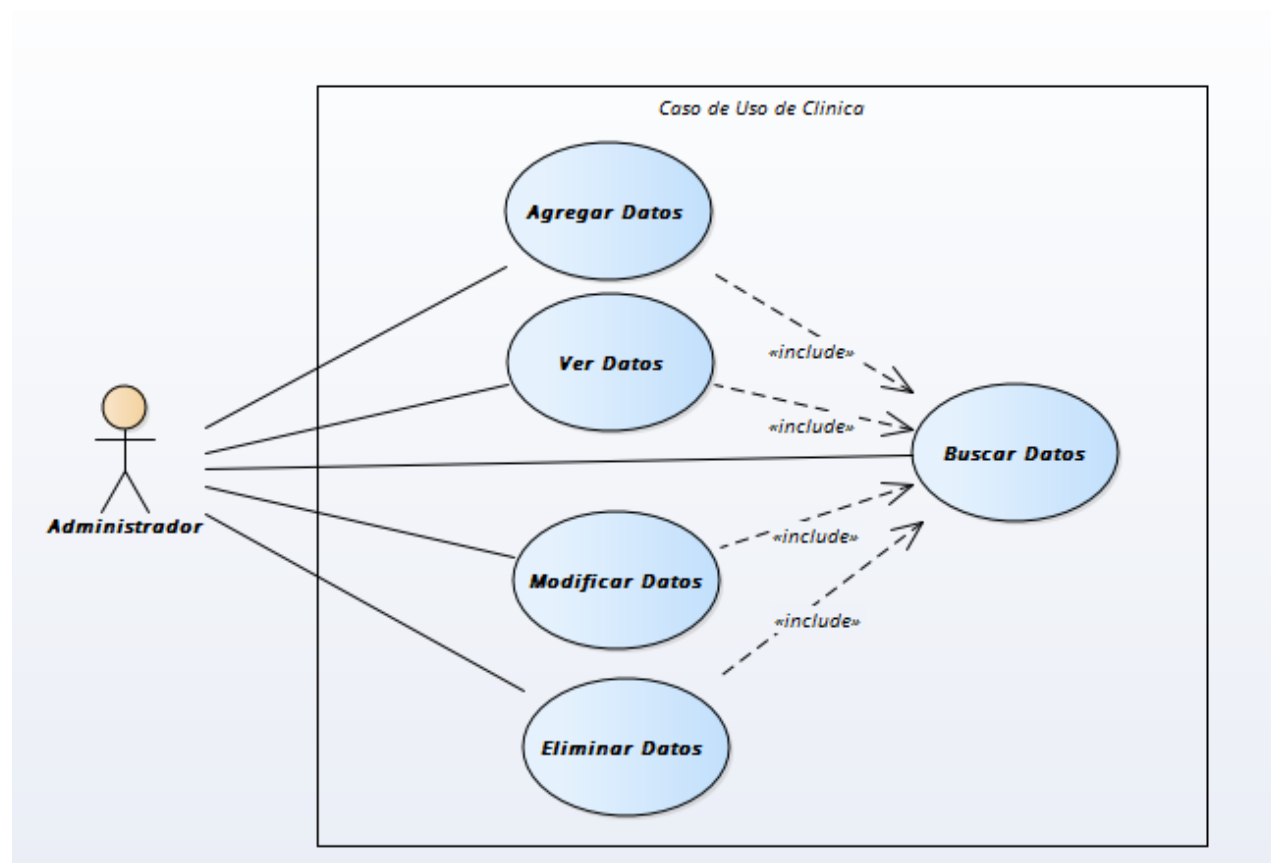 Caso de Uso de Clinica
Agregar Datos
«include»
Ver Datos
«include»
Buscar Datos
Administrador
«include»
Modificar Datos
«include»
Eliminar Datos